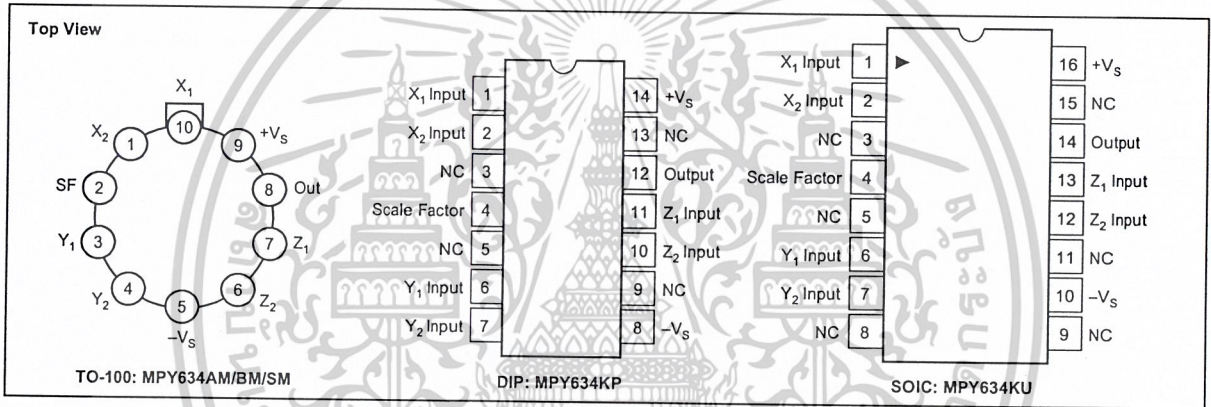 Top View
X1
10
X2
1
9
+VS
SF
2
8
Out
Y1
3
7
Z1
Y2
4
5
6
Z2
–VS
TO-100: MPY634AM/BM/SM
X1 Input 1
14 +VS
X2 Input 2
13 NC
NC 3
12 Output
Scale Factor 4
11 Z1 Input
NC 5
10 Z2 Input
Y1 Input 6
9 NC
Y2 Input 7
8 –VS
DIP: MPY634KP
X1 Input 1
16 +VS
X2 Input 2
15 NC
NC 3
14 Output
Scale Factor 4
13 Z1 Input
NC 5
12 Z2 Input
Y1 Input 6
11 NC
Y2 Input 7
10 –VS
NC 8
9 NC
SOIC: MPY634KU